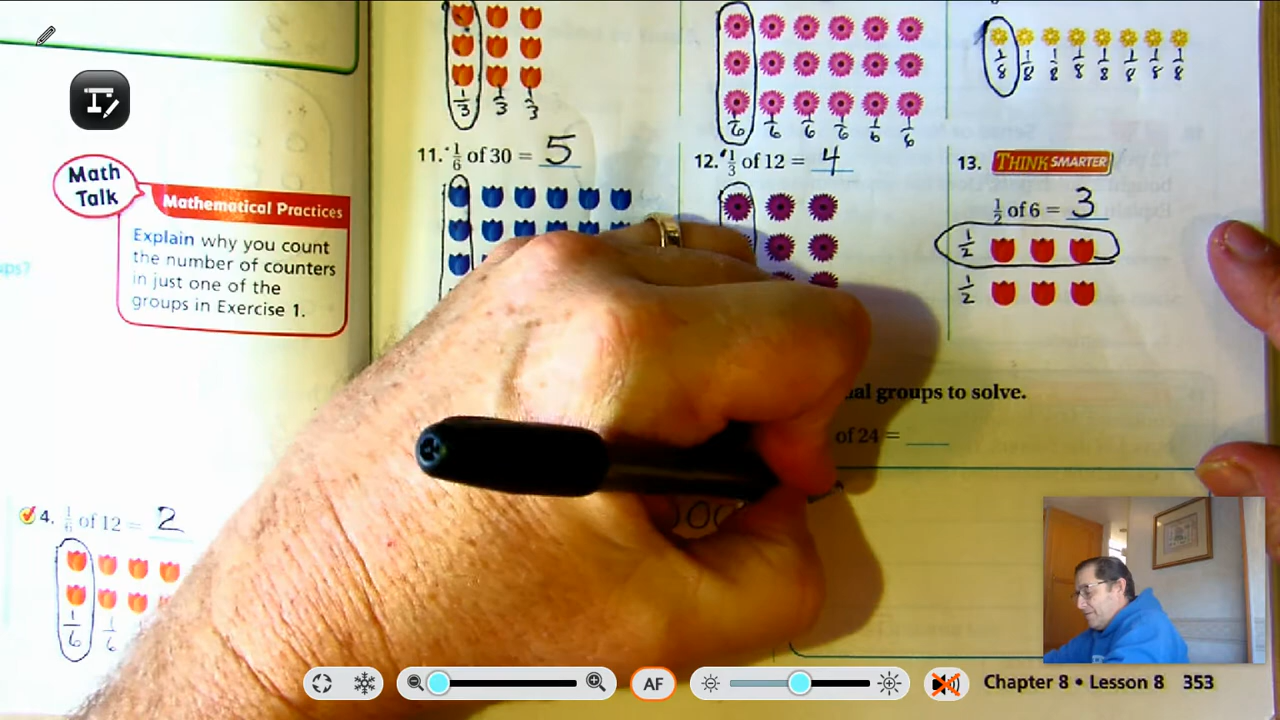 1/3 1/3 1/3
1/6 1/6 1/6 1/6 1/6 1/6
1/8 1/8 1/8 1/8 1/8 1/8 1/8 1/8
11. 1/6 of 30 = 5
12. 1/3 of 12 = 4
13. THINK SMARTER
1/2 of 6 = 3
1/2
1/2
Math
Talk
Mathematical Practices
Explain why you count
the number of counters
in just one of the
groups in Exercise 1.
ups?
al groups to solve.
of 24 =
4. 1/6 of 12 = 2
1/6 1/6
AF
Chapter 8 • Lesson 8 353